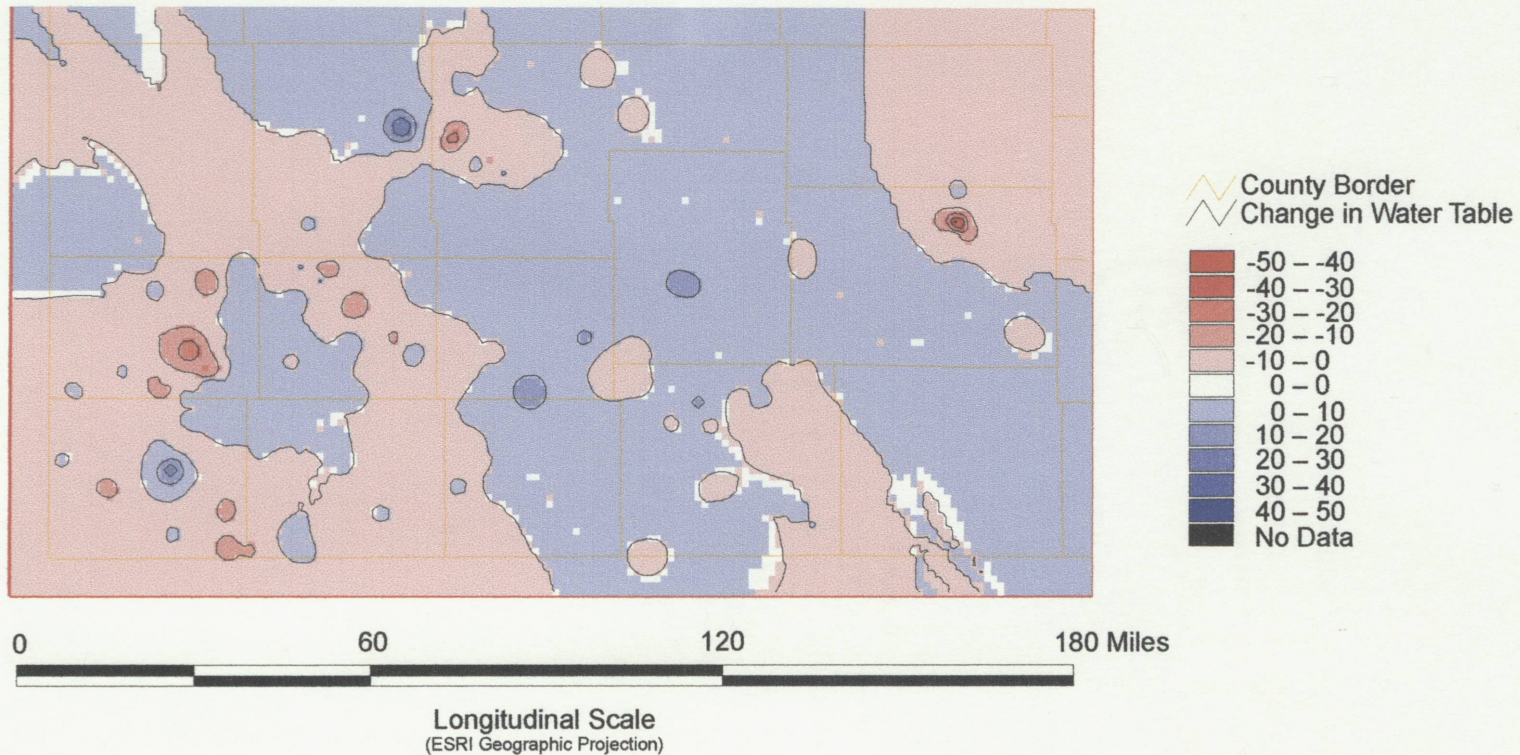 County Border
Change in Water Table
-50 – -40
-40 – -30
-30 – -20
-20 – -10
-10 – 0
0 – 0
0 – 10
10 – 20
20 – 30
30 – 40
40 – 50
No Data
0 60 120 180 Miles
Longitudinal Scale
(ESRI Geographic Projection)